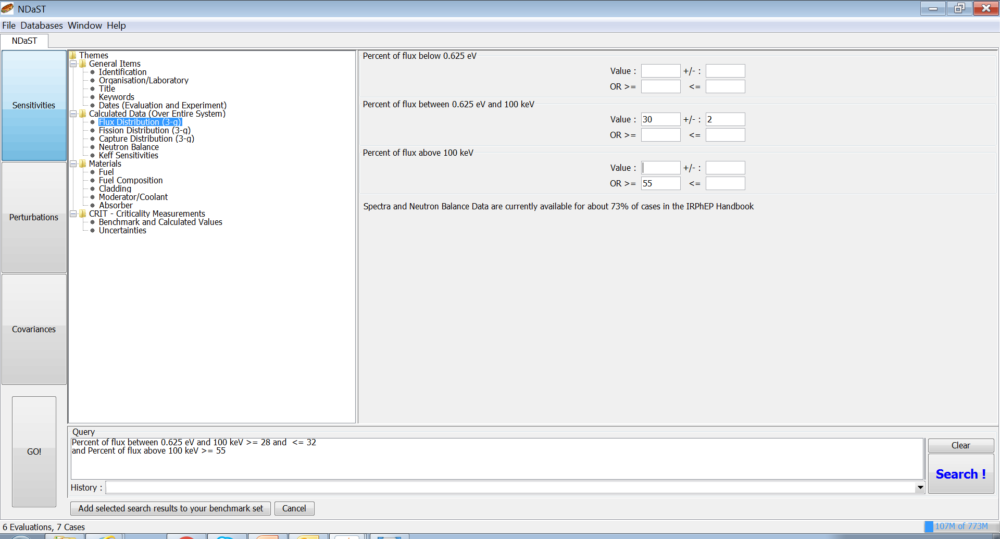 NDaST
File Databases Window Help
NDaST
Sensitivities
Perturbations
Covariances
GO!
Themes
General Items
Identification
Organisation/Laboratory
Title
Keywords
Dates (Evaluation and Experiment)
Calculated Data (Over Entire System)
Flux Distribution (3-g)
Fission Distribution (3-g)
Capture Distribution (3-g)
Neutron Balance
Keff Sensitivities
Materials
Fuel
Fuel Composition
Cladding
Moderator/Coolant
Absorber
CRIT - Criticality Measurements
Benchmark and Calculated Values
Uncertainties
Percent of flux below 0.625 eV
Value : +/- :
OR >= <=
Percent of flux between 0.625 eV and 100 keV
Value : 30 +/- : 2
OR >= <=
Percent of flux above 100 keV
Value : +/- :
OR >= 55 <=
Spectra and Neutron Balance Data are currently available for about 73% of cases in the IRPhEP Handbook
Query
Percent of flux between 0.625 eV and 100 keV >= 28 and <= 32
and Percent of flux above 100 keV >= 55
Clear
Search !
History :
Add selected search results to your benchmark set Cancel
6 Evaluations, 7 Cases
107M of 773M